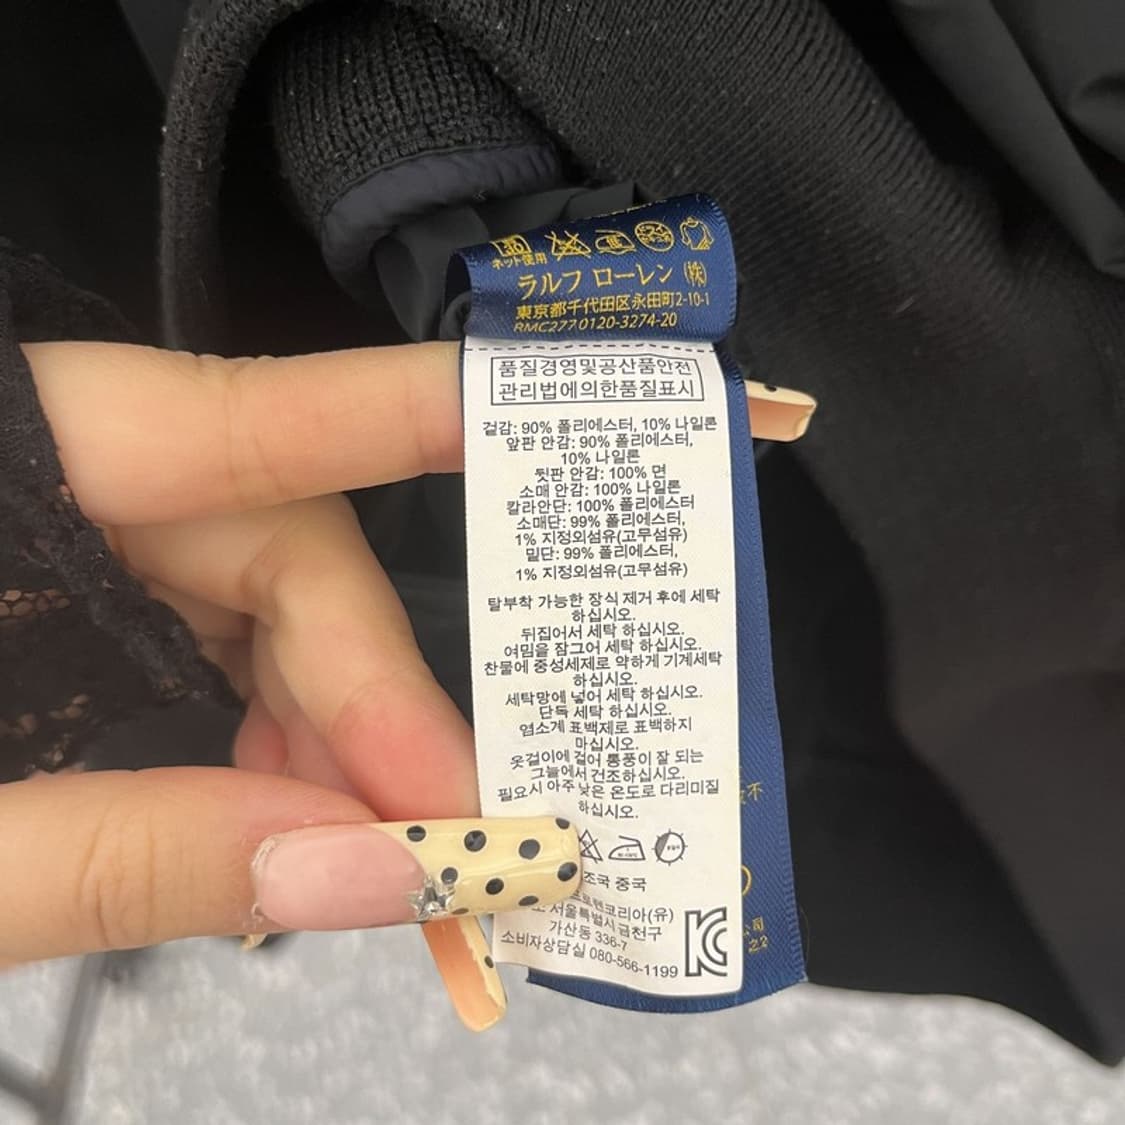 ネット使用
ラルフ ローレン (株)
東京都千代田区永田町2-10-1
RMC277 0120-3274-20
품질경영및공산품안전
관리법에의한품질표시
겉감: 90% 폴리에스터, 10% 나일론
앞판 안감: 90% 폴리에스터,
10% 나일론
뒷판 안감: 100% 면
소매 안감: 100% 나일론
칼라안단: 100% 폴리에스터
소매단: 99% 폴리에스터,
1% 지정외섬유(고무섬유)
밑단: 99% 폴리에스터,
1% 지정외섬유(고무섬유)
탈부착 가능한 장식 제거 후에 세탁
하십시오.
뒤집어서 세탁 하십시오.
여밈을 잠그어 세탁 하십시오.
찬물에 중성세제로 약하게 기계세탁
하십시오.
세탁망에 넣어 세탁 하십시오.
단독 세탁 하십시오.
염소계 표백제로 표백하지
마십시오.
옷걸이에 걸어 통풍이 잘 되는
그늘에서 건조하십시오.
필요시 아주 낮은 온도로 다리미질
하십시오.
조국 중국
코리아(유)
서울특별시 금천구
가산동 336-7
소비자상담실 080-566-1199
不
公司
之2